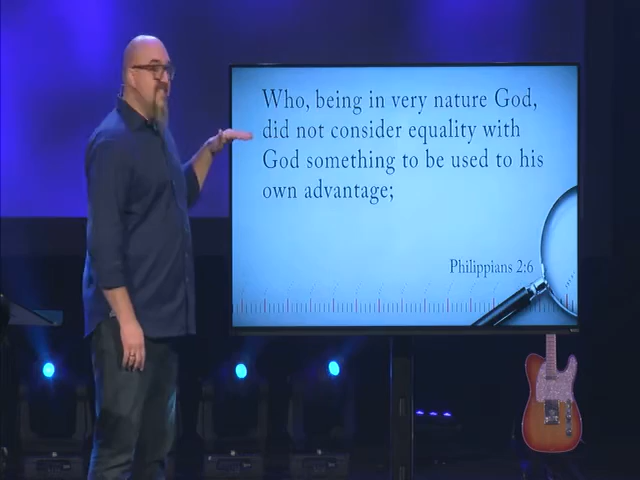 Who, being in very nature God,
did not consider equality with
God something to be used to his
own advantage;
Philippians 2:6